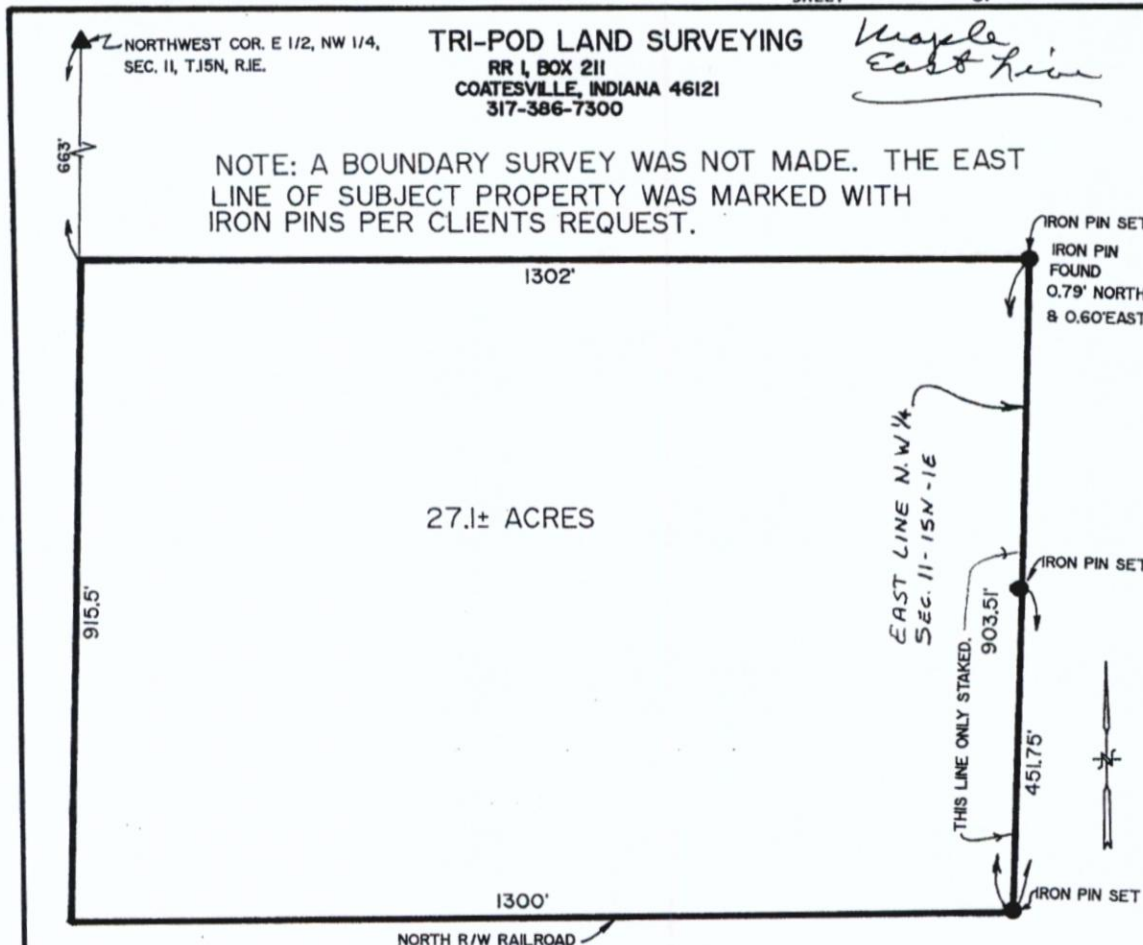 NORTHWEST COR. E 1/2, NW 1/4,
SEC. 11, T.15N, R.1E.
TRI-POD LAND SURVEYING
RR 1, BOX 211
COATESVILLE, INDIANA 46121
317-386-7300
Maple
East Line
663'
NOTE: A BOUNDARY SURVEY WAS NOT MADE. THE EAST
LINE OF SUBJECT PROPERTY WAS MARKED WITH
IRON PINS PER CLIENTS REQUEST.
IRON PIN SET
IRON PIN
FOUND
0.79' NORTH
& 0.60'EAST
1302'
EAST LINE N.W 1/4
SEC. 11-15N-1E
27.1± ACRES
IRON PIN SET
915.5'
903.51'
THIS LINE ONLY STAKED.
451.75'
N
1300'
IRON PIN SET
NORTH R/W RAILROAD